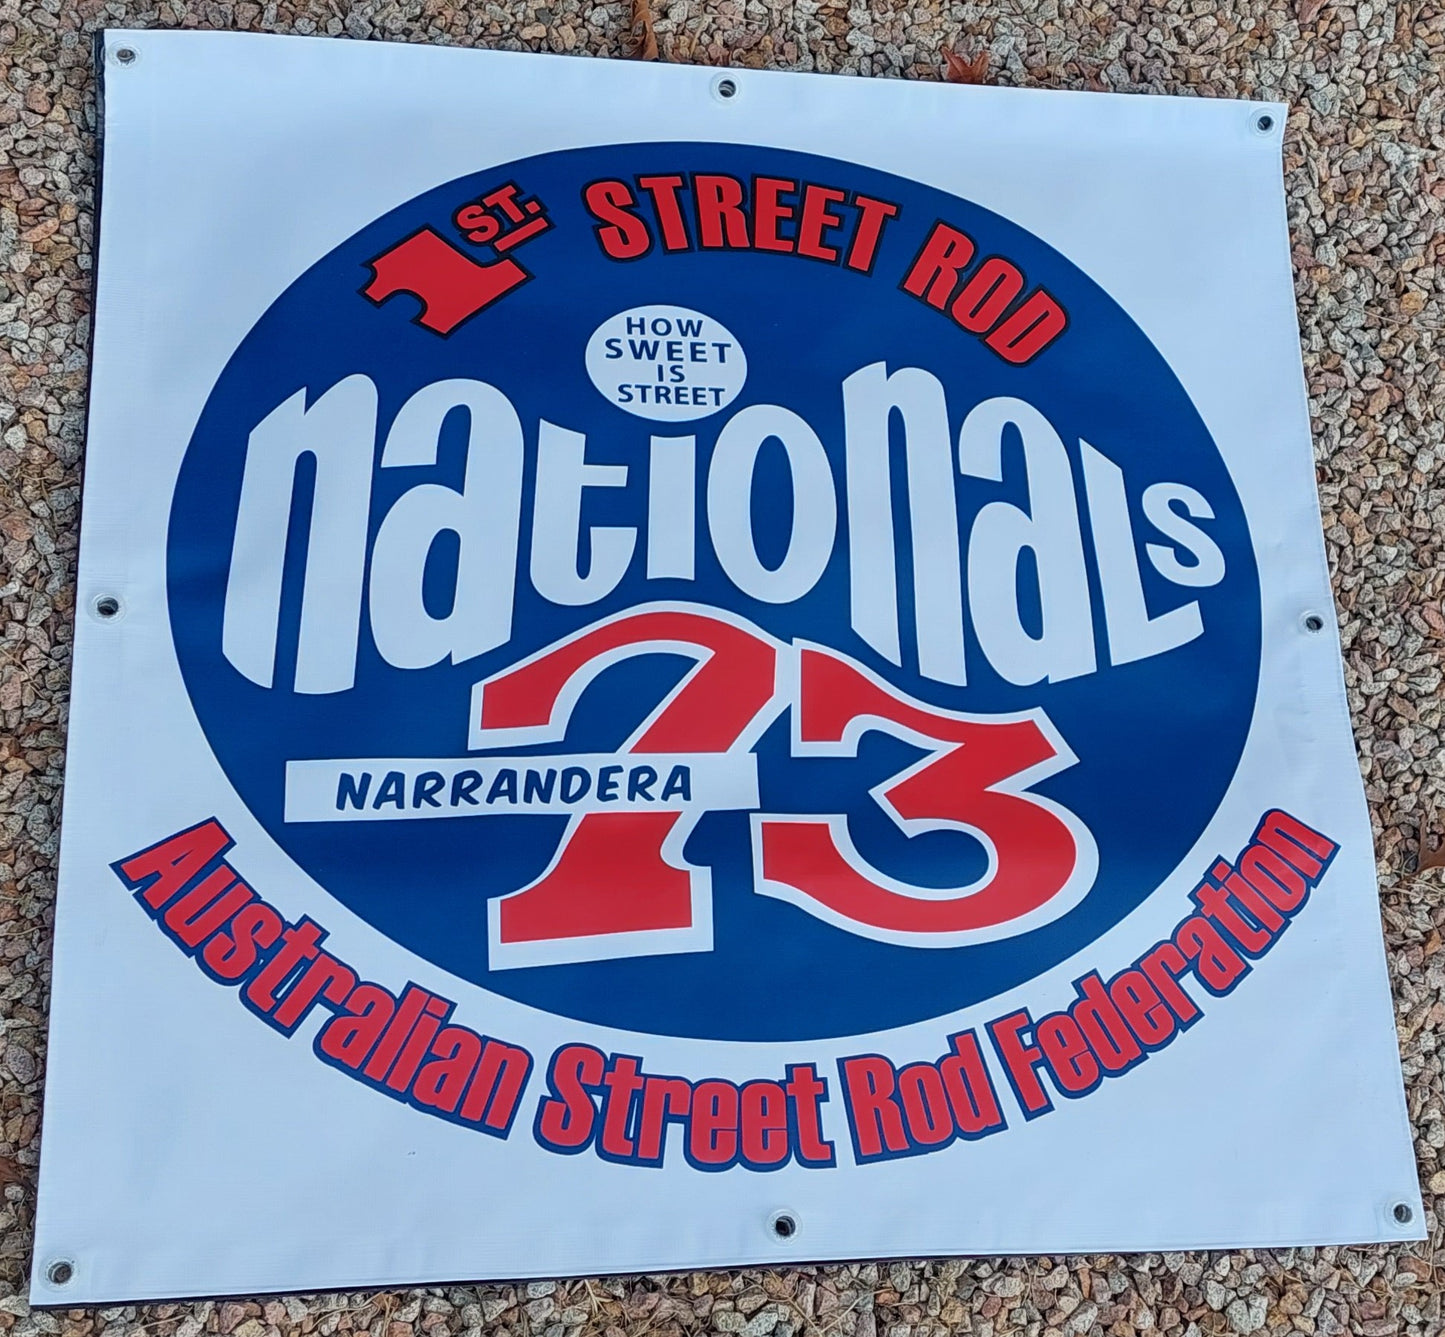 1ST. STREET ROD
HOW
SWEET
IS
STREET
nationaLs
73
NARRANDERA
Australian Street Rod Federation